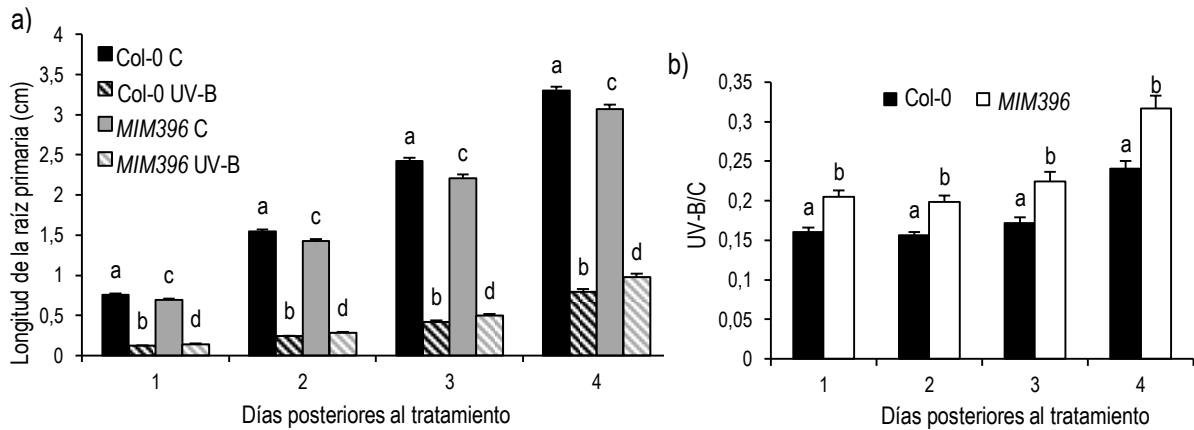 a)
Longitud de la raíz primaria (cm)
4
3,5
3
2,5
2
1,5
1
0,5
0
Col-0 C
Col-0 UV-B
MIM396 C
MIM396 UV-B
a
b
c
d
a
b
c
d
a
b
c
d
a
b
c
d
1 2 3 4
Días posteriores al tratamiento
b)
UV-B/C
0,35
0,3
0,25
0,2
0,15
0,1
0,05
0
Col-0 MIM396
a
b
a
b
a
b
a
b
1 2 3 4
Días posteriores al tratamiento